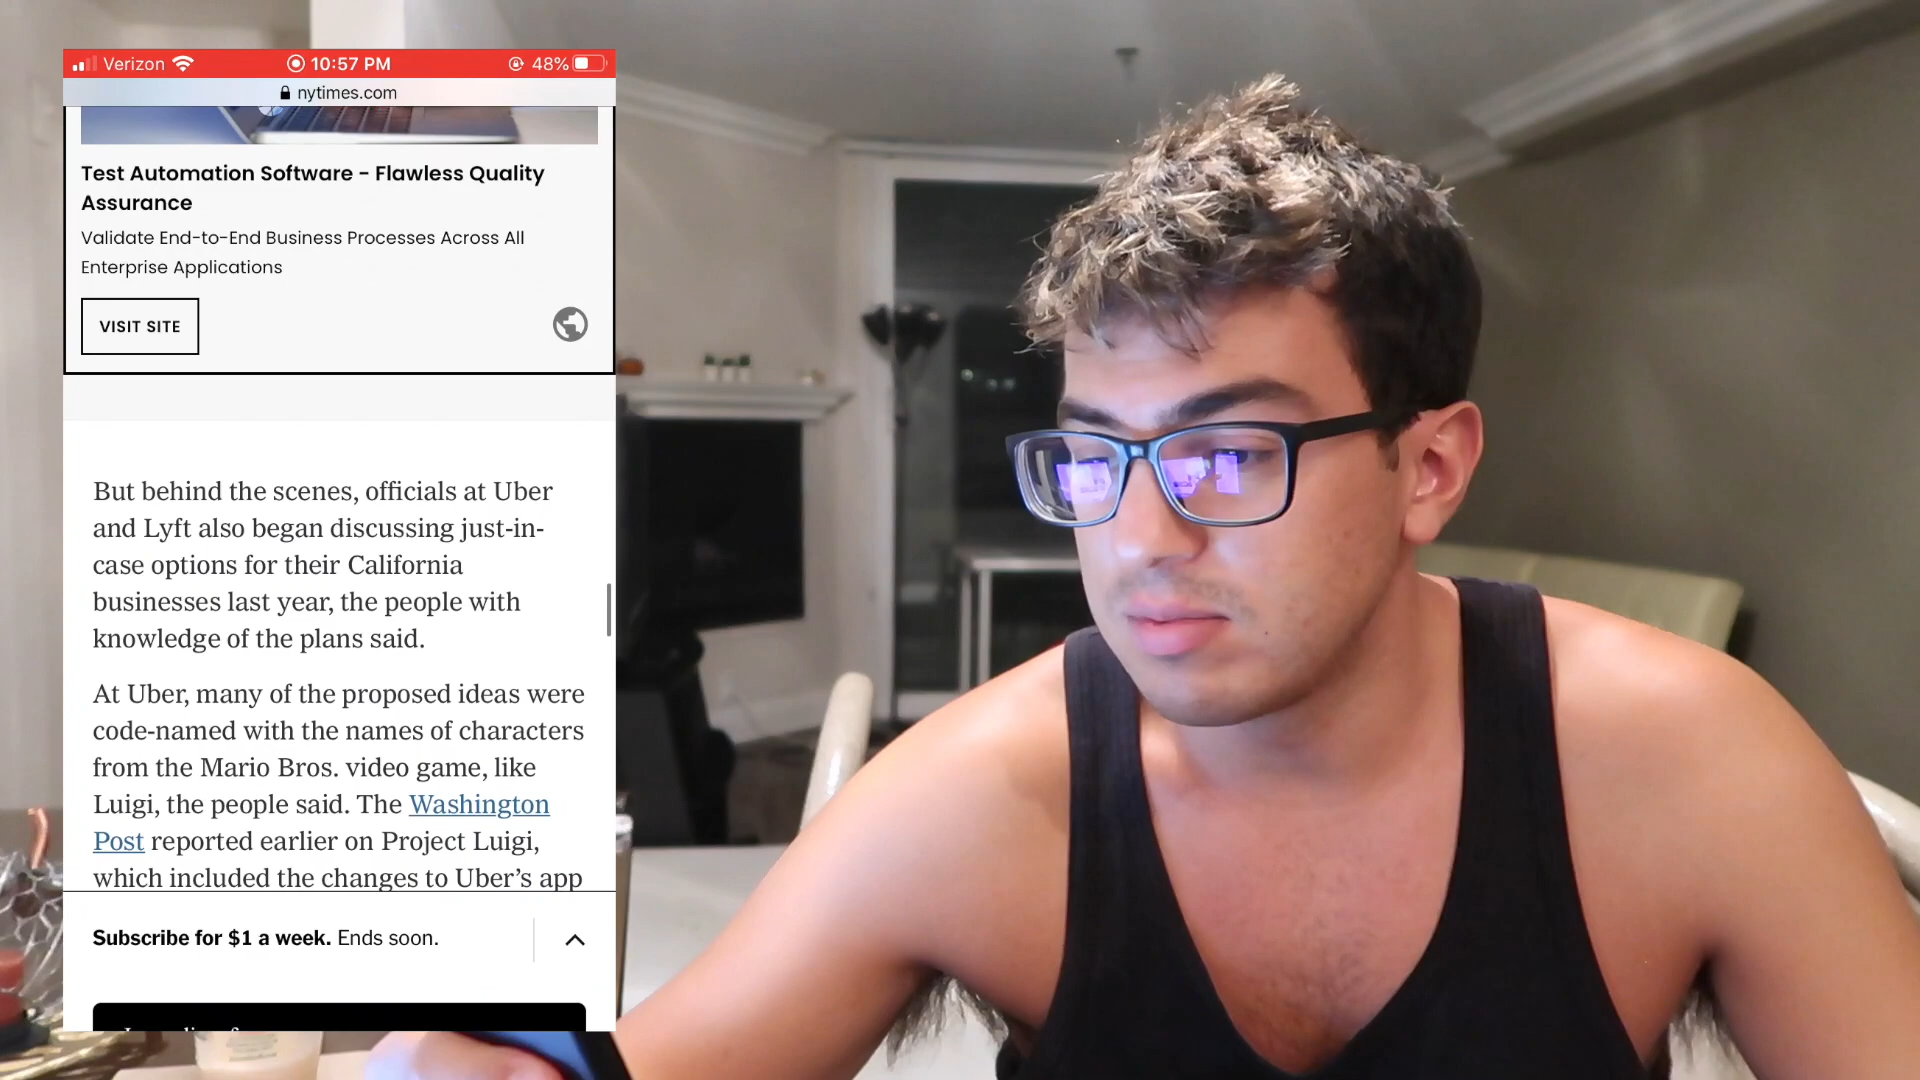 Verizon 10:57 PM 48%
nytimes.com
Test Automation Software – Flawless Quality
Assurance
Validate End-to-End Business Processes Across All
Enterprise Applications
VISIT SITE
But behind the scenes, officials at Uber
and Lyft also began discussing just-in-
case options for their California
businesses last year, the people with
knowledge of the plans said.
At Uber, many of the proposed ideas were
code-named with the names of characters
from the Mario Bros. video game, like
Luigi, the people said. The Washington
Post reported earlier on Project Luigi,
which included the changes to Uber’s app
Subscribe for $1 a week. Ends soon.